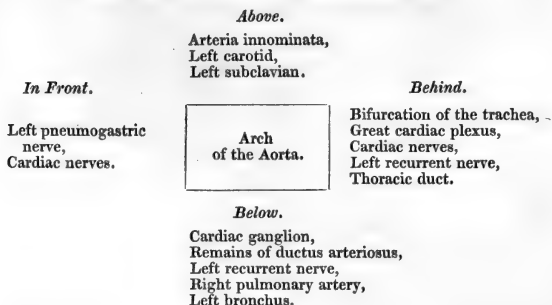 Above.
Arteria innominata,
Left carotid,
Left subclavian.
In Front.
Left pneumogastric
nerve,
Cardiac nerves.
Arch
of the Aorta.
Behind.
Bifurcation of the trachea,
Great cardiac plexus,
Cardiac nerves,
Left recurrent nerve,
Thoracic duct.
Below.
Cardiac ganglion,
Remains of ductus arteriosus,
Left recurrent nerve,
Right pulmonary artery,
Left bronchus.